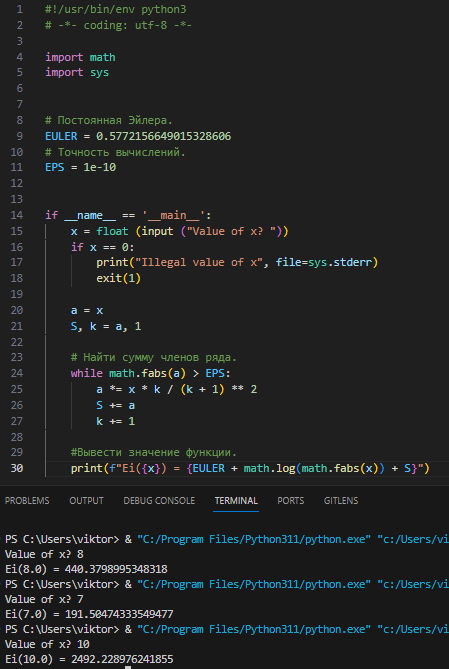 1 #!/usr/bin/env python3
2 # -*- coding: utf-8 -*-
3
4 import math
5 import sys
6
7
8 # Постоянная Эйлера.
9 EULER = 0.5772156649015328606
10 # Точность вычислений.
11 EPS = 1e-10
12
13
14 if __name__ == '__main__':
15 x = float (input ("Value of x? "))
16 if x == 0:
17 print("Illegal value of x", file=sys.stderr)
18 exit(1)
19
20 a = x
21 S, k = a, 1
22
23 # Найти сумму членов ряда.
24 while math.fabs(a) > EPS:
25 a *= x * k / (k + 1) ** 2
26 S += a
27 k += 1
28
29 #Вывести значение функции.
30 print(f"Ei({x}) = {EULER + math.log(math.fabs(x)) + S}")
PROBLEMS OUTPUT DEBUG CONSOLE TERMINAL PORTS GITLENS
PS C:\Users\viktor> & "C:/Program Files/Python311/python.exe" "c:/Users/vi
Value of x? 8
Ei(8.0) = 440.3798995348318
PS C:\Users\viktor> & "C:/Program Files/Python311/python.exe" "c:/Users/vi
Value of x? 7
Ei(7.0) = 191.50474333549477
PS C:\Users\viktor> & "C:/Program Files/Python311/python.exe" "c:/Users/vi
Value of x? 10
Ei(10.0) = 2492.228976241855